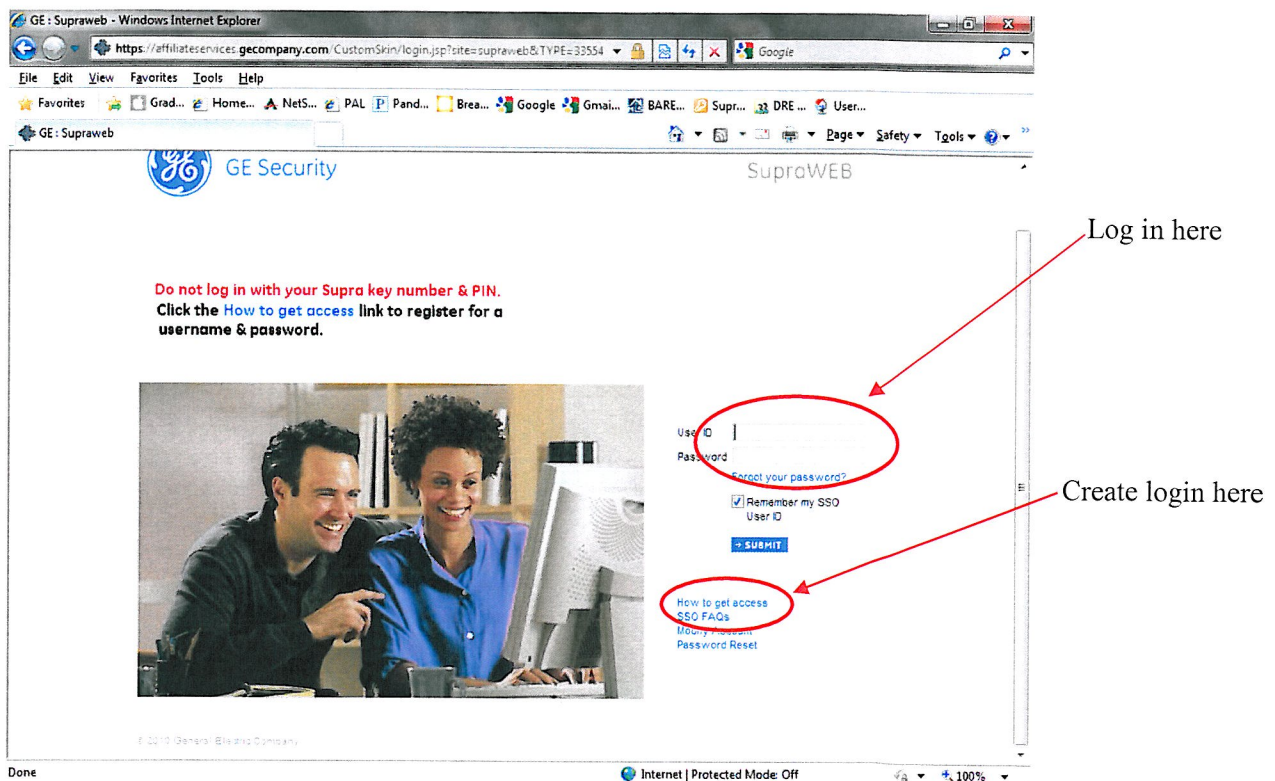 GE : Supraweb - Windows Internet Explorer
https://affiliateservices.gecompany.com/CustomSkin/login.jsp?site=supraweb&TYPE=33554
Google
File Edit View Favorites Tools Help
Favorites Grad... Home... NetS... PAL Pand... Brea... Google Gmai... BARE... Supr... DRE ... User...
GE : Supraweb
Page Safety Tools
GE Security
SupraWEB
Log in here
Do not log in with your Supra key number & PIN.
Click the How to get access link to register for a
username & password.
User ID
Password
Forgot your password?
Remember my SSO
User ID
SUBMIT
Create login here
How to get access
SSO FAQs
Password Reset
© 2010 General Electric Company
Done
Internet | Protected Mode: Off
100%